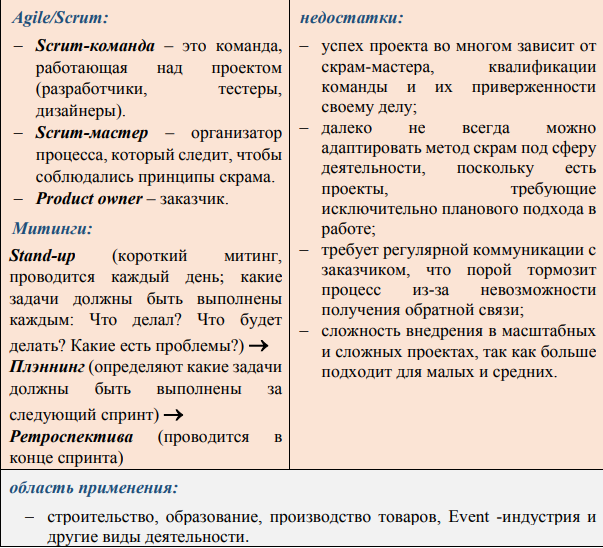 Agile/Scrum:
– Scrum-команда – это команда,
работающая над проектом
(разработчики, тестеры,
дизайнеры).
– Scrum-мастер – организатор
процесса, который следит, чтобы
соблюдались принципы скрама.
– Product owner – заказчик.
Митинги:
Stand-up (короткий митинг,
проводится каждый день; какие
задачи должны быть выполнены
каждым: Что делал? Что будет
делать? Какие есть проблемы?) →
Плэннинг (определяют какие задачи
должны быть выполнены за
следующий спринт) →
Ретроспектива (проводится в
конце спринта)
недостатки:
– успех проекта во многом зависит от
скрам-мастера, квалификации
команды и их приверженности
своему делу;
– далеко не всегда можно
адаптировать метод скрам под сферу
деятельности, поскольку есть
проекты, требующие
исключительно планового подхода в
работе;
– требует регулярной коммуникации с
заказчиком, что порой тормозит
процесс из-за невозможности
получения обратной связи;
– сложность внедрения в масштабных
и сложных проектах, так как больше
подходит для малых и средних.
область применения:
– строительство, образование, производство товаров, Event -индустрия и
другие виды деятельности.